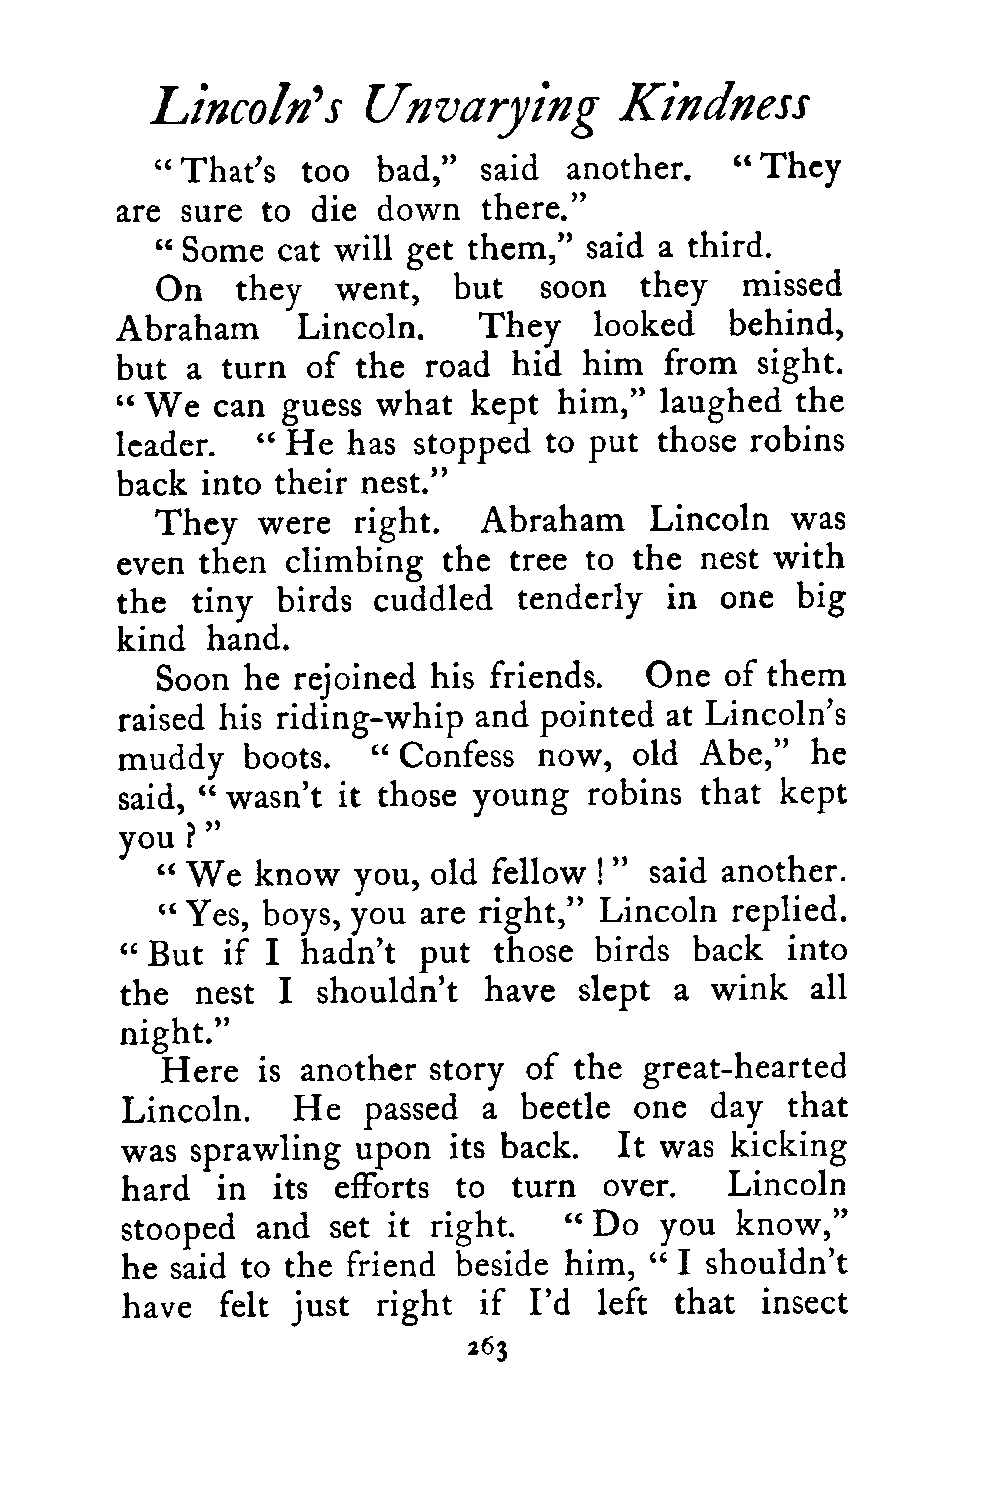 Lincoln's Unvarying Kindness
“That's too bad,” said another. “They
are sure to die down there.”
“Some cat will get them,” said a third.
On they went, but soon they missed
Abraham Lincoln. They looked behind,
but a turn of the road hid him from sight.
“We can guess what kept him,” laughed the
leader. “He has stopped to put those robins
back into their nest.”
They were right. Abraham Lincoln was
even then climbing the tree to the nest with
the tiny birds cuddled tenderly in one big
kind hand.
Soon he rejoined his friends. One of them
raised his riding-whip and pointed at Lincoln's
muddy boots. “Confess now, old Abe,” he
said, “wasn't it those young robins that kept
you?”
“We know you, old fellow!” said another.
“Yes, boys, you are right,” Lincoln replied.
“But if I hadn't put those birds back into
the nest I shouldn't have slept a wink all
night.”
Here is another story of the great-hearted
Lincoln. He passed a beetle one day that
was sprawling upon its back. It was kicking
hard in its efforts to turn over. Lincoln
stooped and set it right. “Do you know,”
he said to the friend beside him, “I shouldn't
have felt just right if I'd left that insect
263